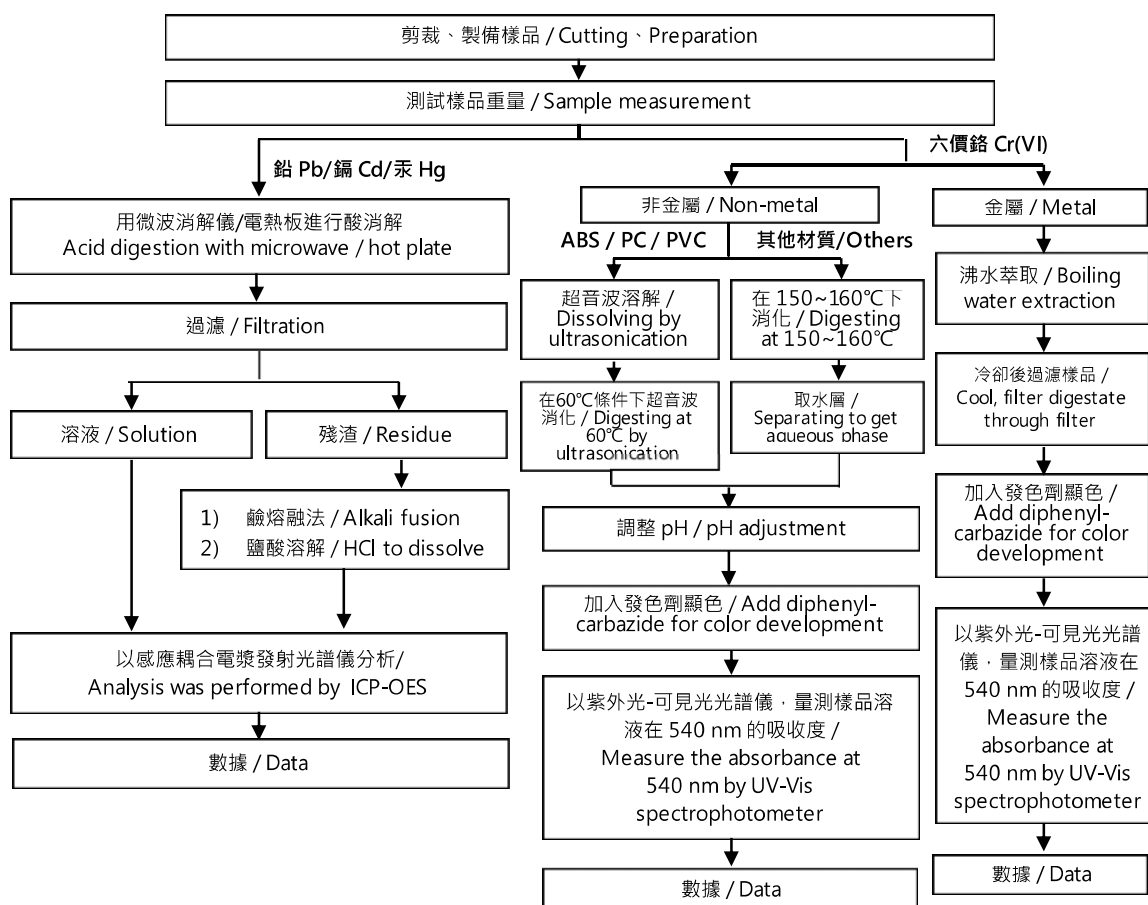 剪裁、製備樣品 / Cutting、Preparation
測試樣品重量 / Sample measurement
鉛 Pb/鎘 Cd/汞 Hg
六價鉻 Cr(VI)
用微波消解儀/電熱板進行酸消解
Acid digestion with microwave / hot plate
過濾 / Filtration
溶液 / Solution
殘渣 / Residue
1) 鹼熔融法 / Alkali fusion
2) 鹽酸溶解 / HCl to dissolve
以感應耦合電漿發射光譜儀分析/
Analysis was performed by ICP-OES
數據 / Data
非金屬 / Non-metal
ABS / PC / PVC
其他材質/Others
超音波溶解 /
Dissolving by
ultrasonication
在60℃條件下超音波
消化 / Digesting at
60℃ by
ultrasonication
在 150~160℃下
消化 / Digesting
at 150~160℃
取水層 /
Separating to get
aqueous phase
調整 pH / pH adjustment
加入發色劑顯色 / Add diphenyl-
carbazide for color development
以紫外光-可見光光譜儀，量測樣品溶
液在 540 nm 的吸收度 /
Measure the absorbance at
540 nm by UV-Vis
spectrophotometer
數據 / Data
金屬 / Metal
沸水萃取 / Boiling
water extraction
冷卻後過濾樣品 /
Cool, filter digestate
through filter
加入發色劑顯色 /
Add diphenyl-
carbazide for color
development
以紫外光-可見光光譜
儀，量測樣品溶液在
540 nm 的吸收度 /
Measure the
absorbance at
540 nm by UV-Vis
spectrophotometer
數據 / Data